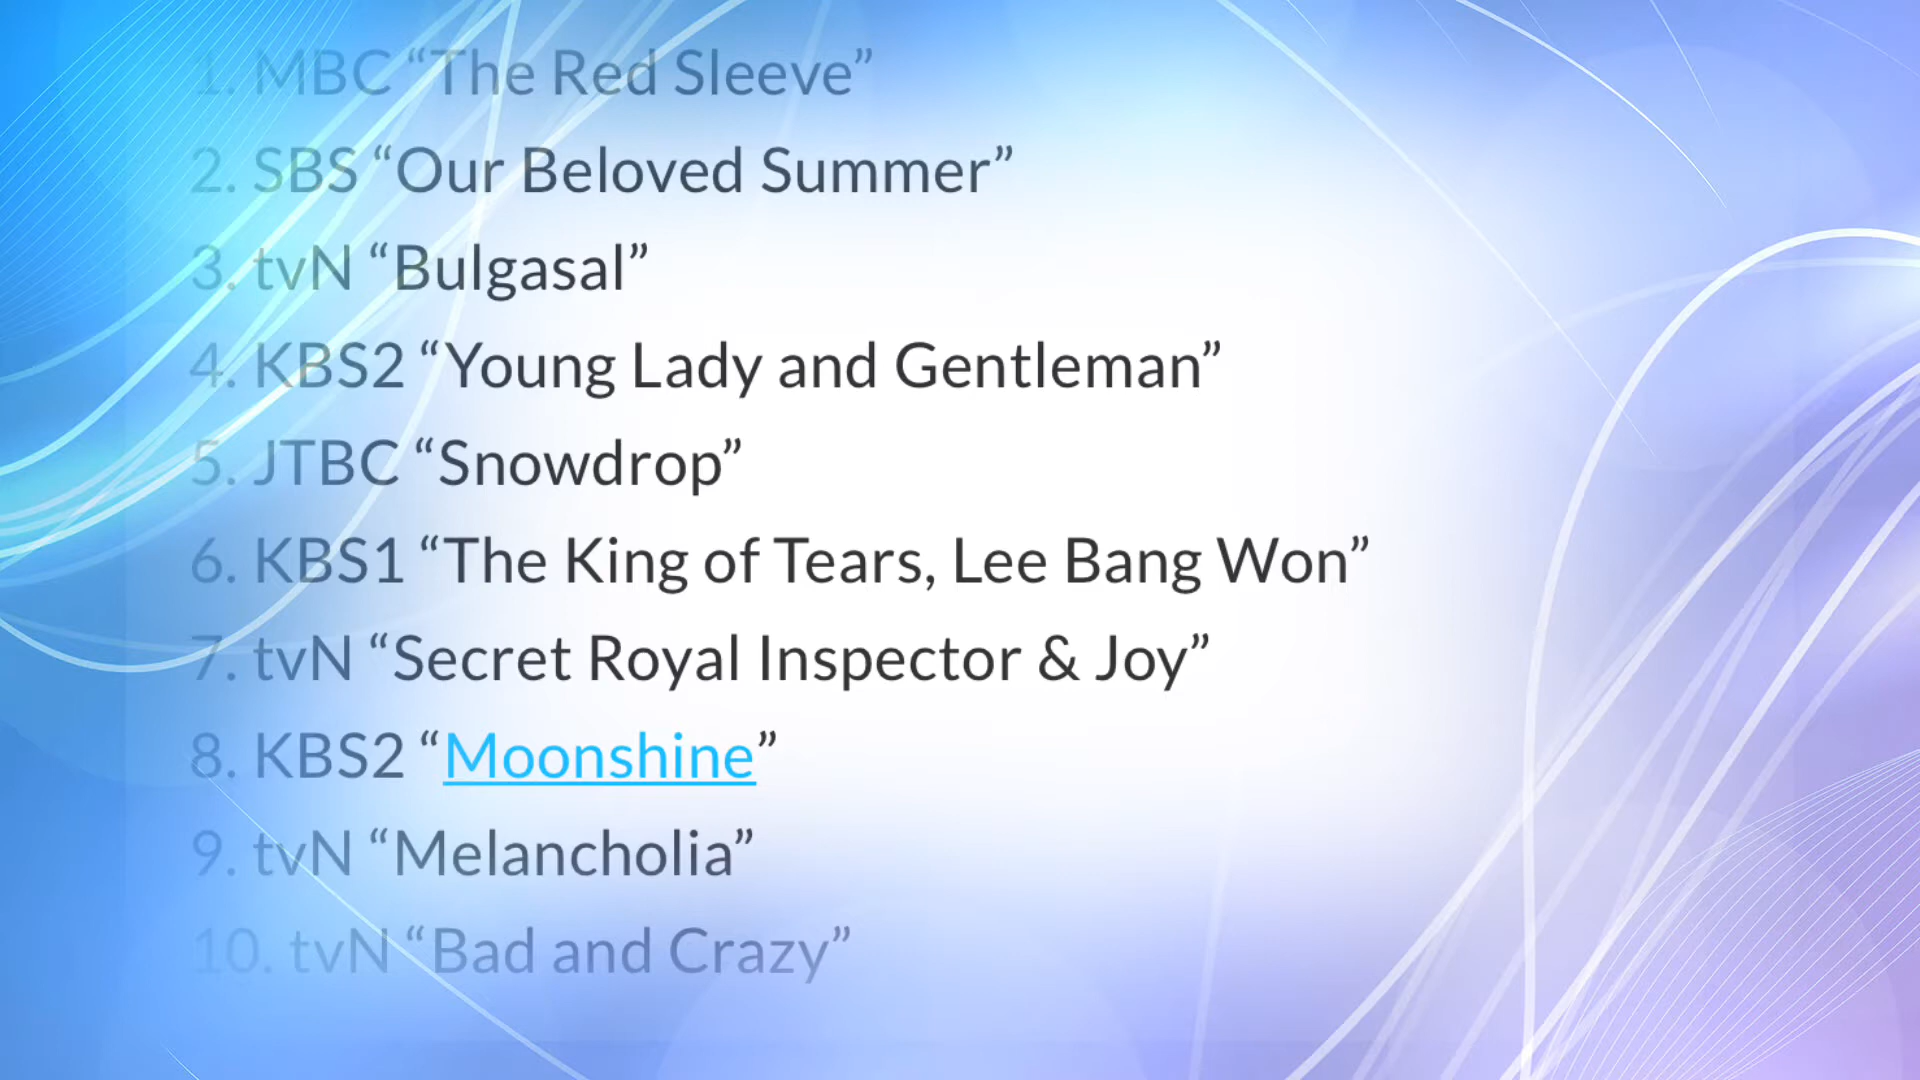 1. MBC “The Red Sleeve”
2. SBS “Our Beloved Summer”
3. tvN “Bulgasal”
4. KBS2 “Young Lady and Gentleman”
5. JTBC “Snowdrop”
6. KBS1 “The King of Tears, Lee Bang Won”
7. tvN “Secret Royal Inspector & Joy”
8. KBS2 “Moonshine”
9. tvN “Melancholia”
10. tvN “Bad and Crazy”